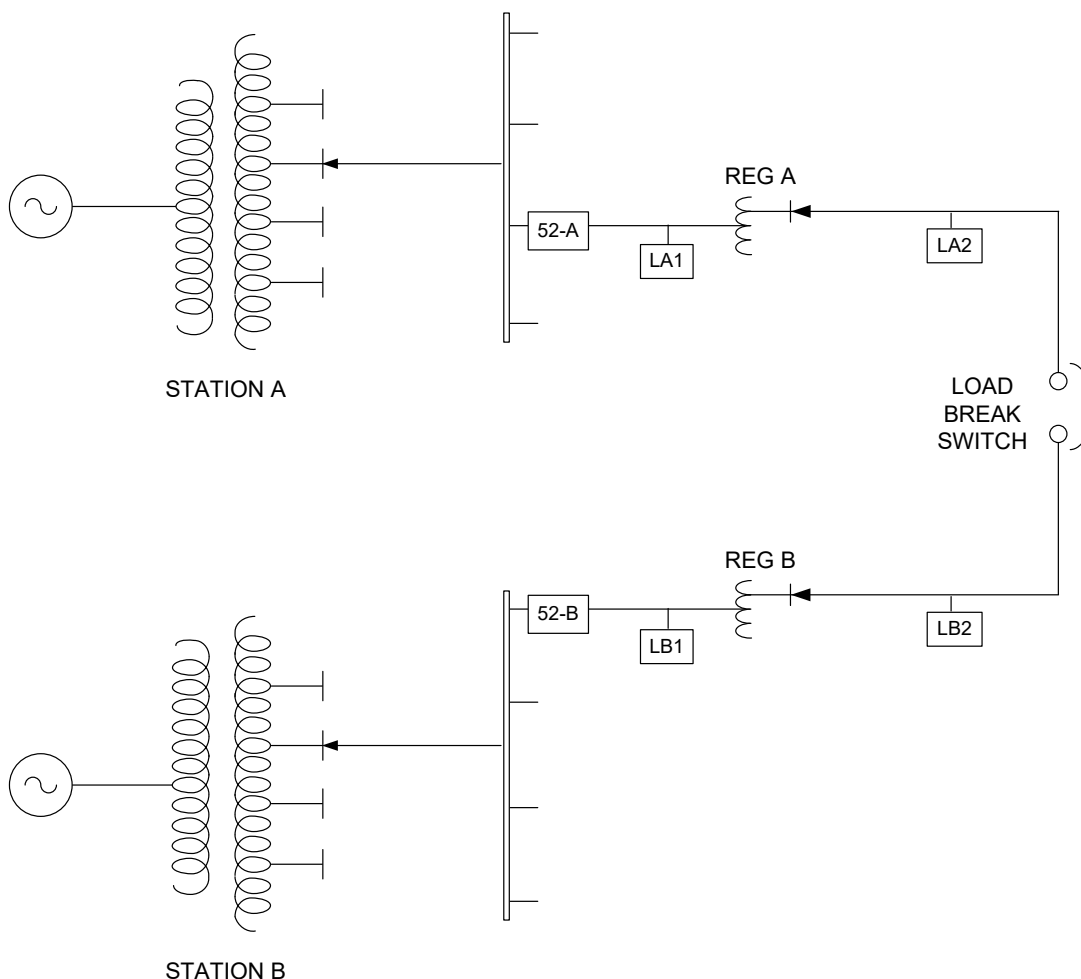 REG A
52-A
LA1
LA2
STATION A
LOAD
BREAK
SWITCH
REG B
52-B
LB1
LB2
STATION B